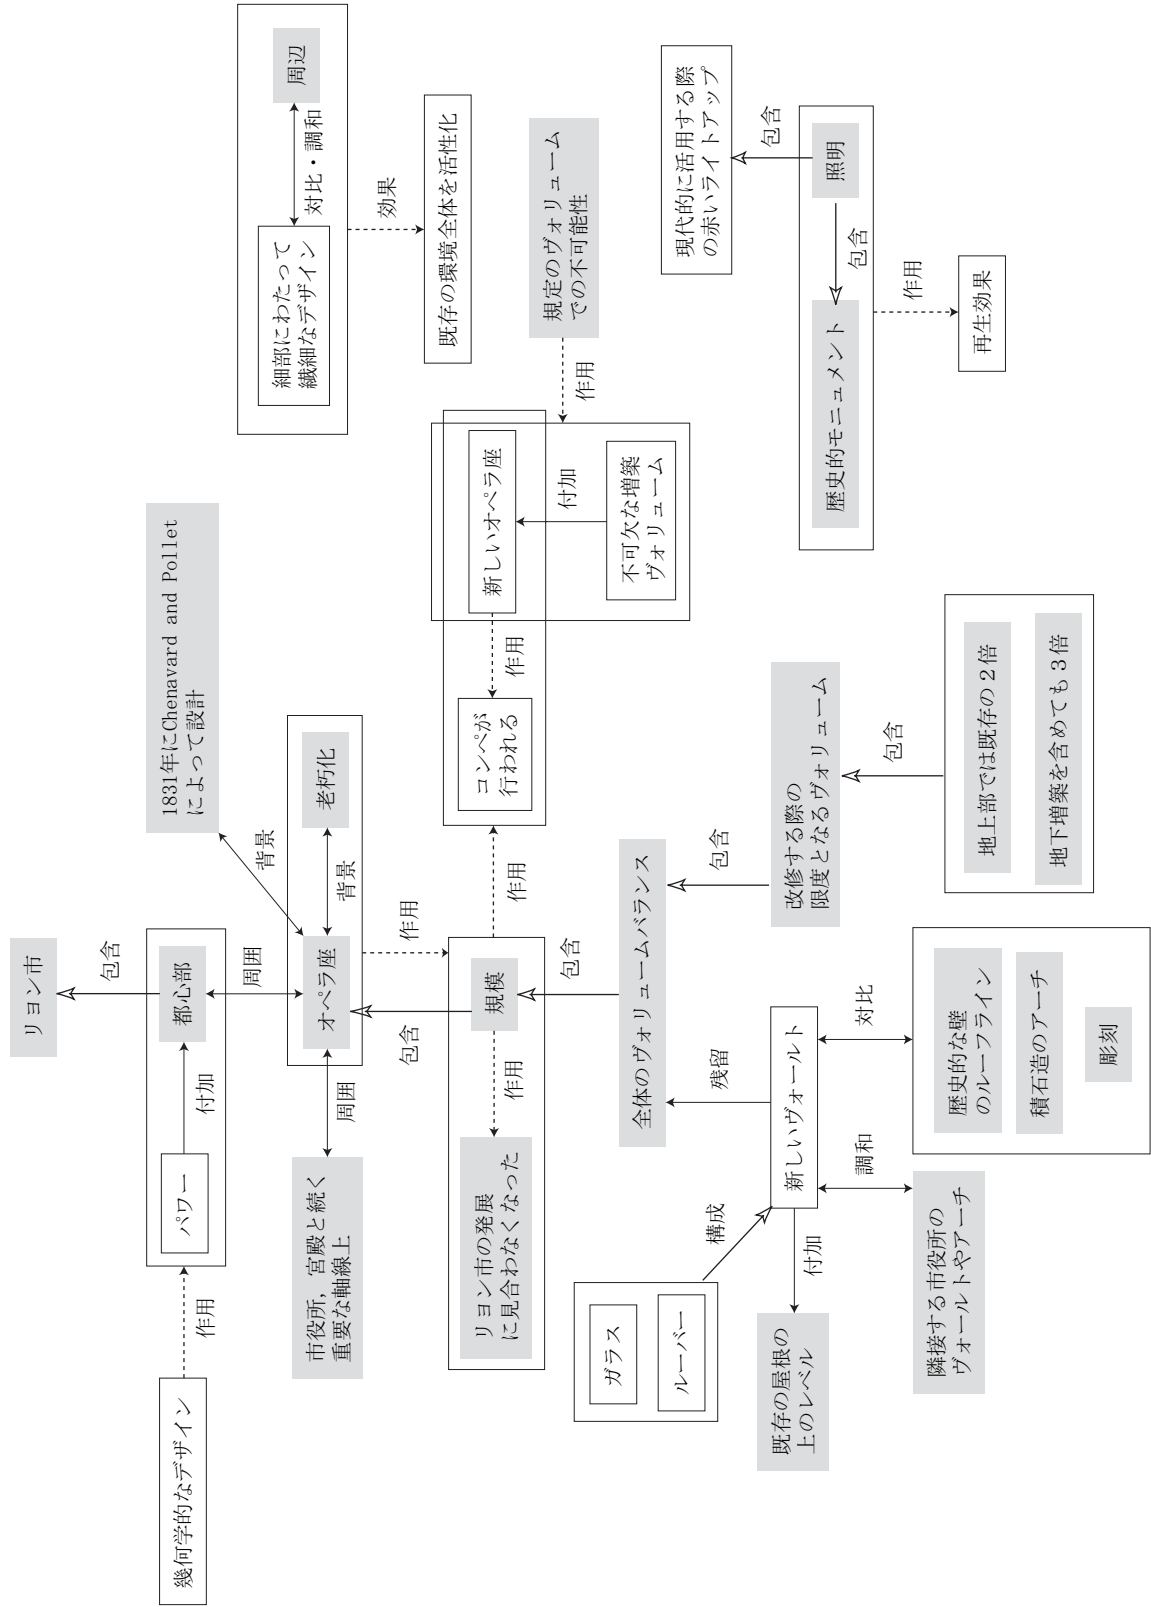 リヨン市
包含
都心部
付加
パワー
作用
幾何学的なデザイン
周囲
1831年にChenavard and Pollet
によって設計
背景
オペラ座
背景
老朽化
周囲
市役所，宮殿と続く
重要な軸線上
作用
包含
規模
作用
リヨン市の発展
に見合わなくなった
作用
コンペが
行われる
作用
新しいオペラ座
付加
不可欠な増築
ヴォリューム
作用
規定のヴォリューム
での不可能性
細部にわたって
繊細なデザイン
対比・調和
周辺
効果
既存の環境全体を活性化
包含
全体のヴォリュームバランス
包含
改修する際の
限度となるヴォリューム
包含
地上部では既存の２倍
地下増築を含めても３倍
残留
新しいヴォールト
構成
ガラス
ルーバー
付加
既存の屋根の
上のレベル
調和
隣接する市役所の
ヴォールトやアーチ
対比
歴史的な壁
のルーフライン
積石造のアーチ
彫刻
現代的に活用する際
の赤いライトアップ
包含
照明
包含
歴史的モニュメント
作用
再生効果